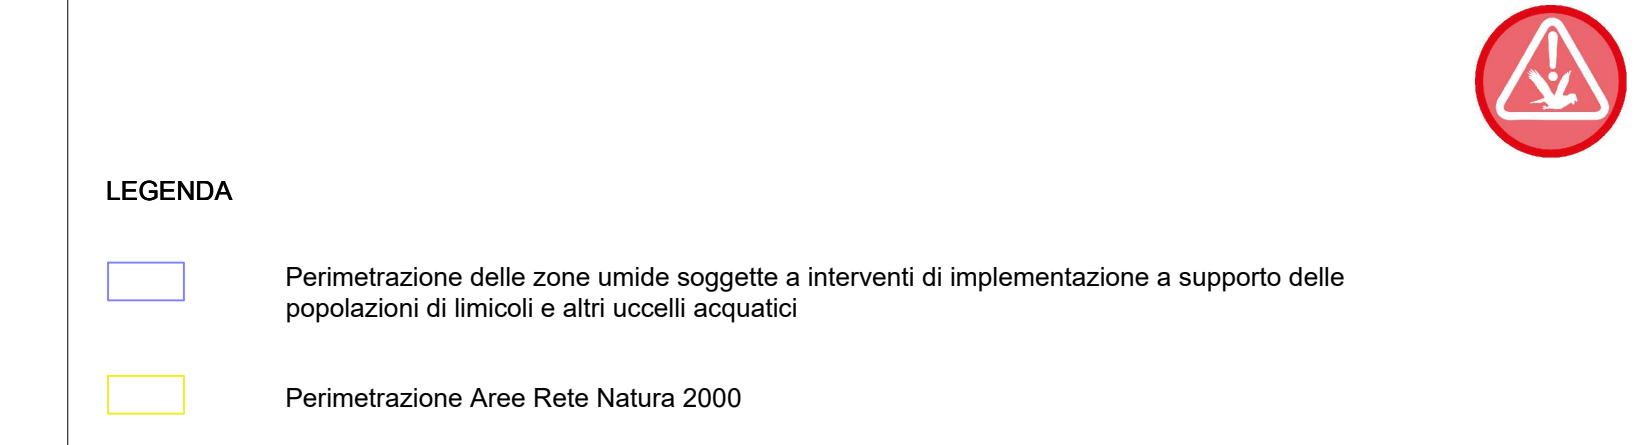 LEGENDA
Perimetrazione delle zone umide soggette a interventi di implementazione a supporto delle
popolazioni di limicoli e altri uccelli acquatici
Perimetrazione Aree Rete Natura 2000